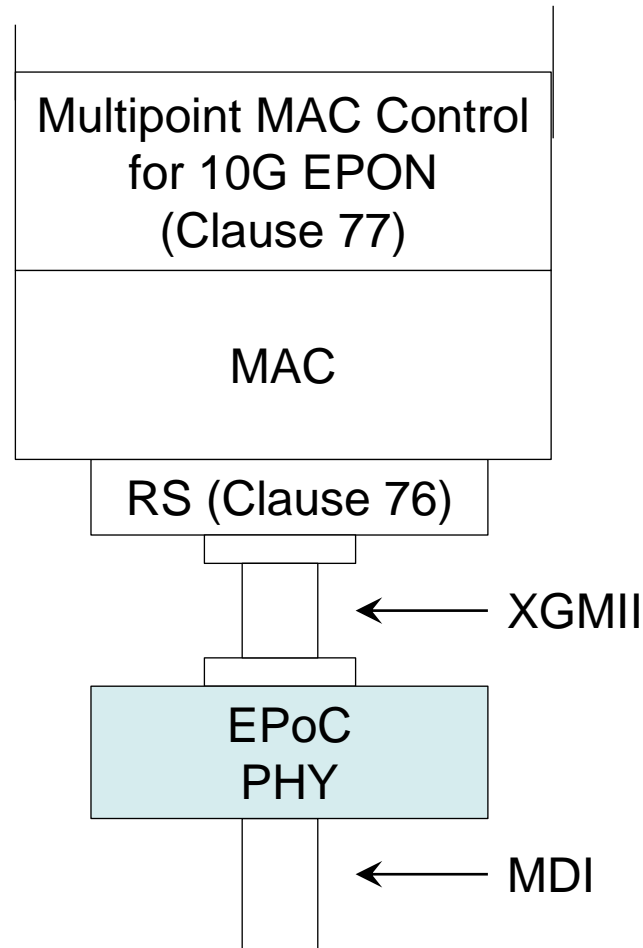 Multipoint MAC Control
for 10G EPON
(Clause 77)
MAC
RS (Clause 76)
XGMII
EPoC
PHY
MDI